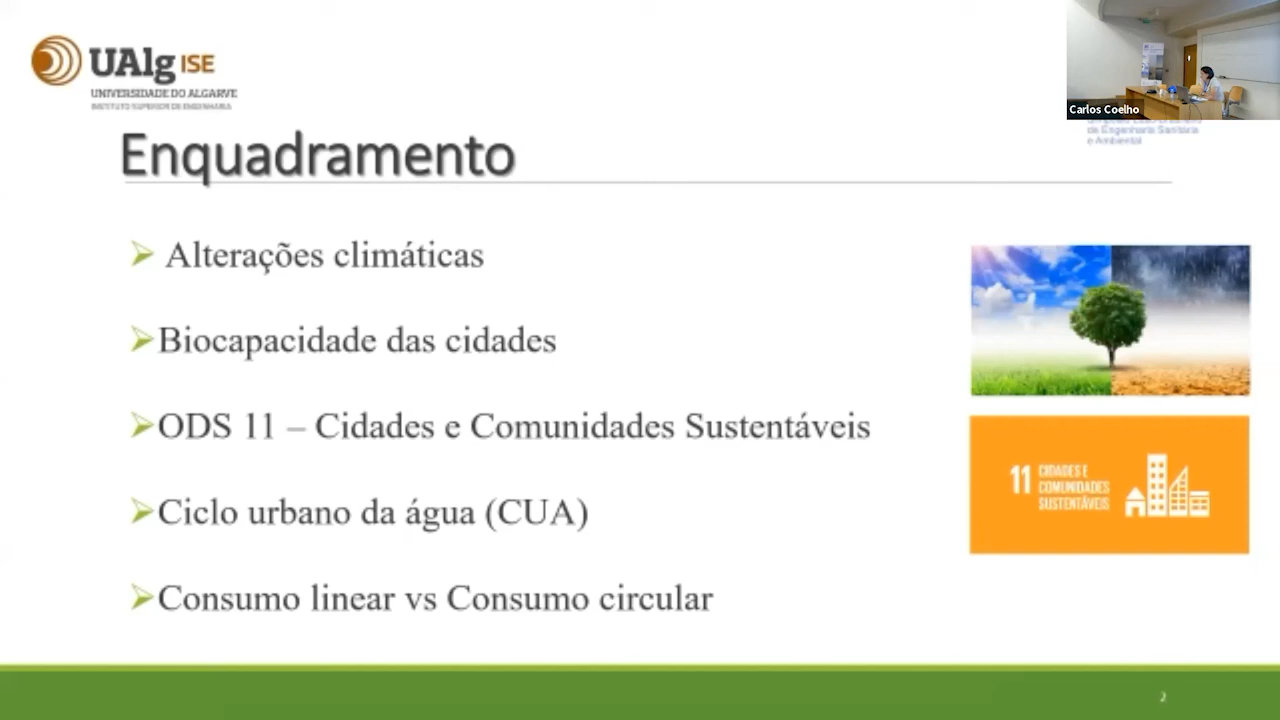 UAlg ISE
UNIVERSIDADE DO ALGARVE
INSTITUTO SUPERIOR DE ENGENHARIA
Carlos Coelho
de Engenharia Sanitária
e Ambiental
Enquadramento
Alterações climáticas
Biocapacidade das cidades
ODS 11 – Cidades e Comunidades Sustentáveis
Ciclo urbano da água (CUA)
Consumo linear vs Consumo circular
11 CIDADES E
COMUNIDADES
SUSTENTÁVEIS
2